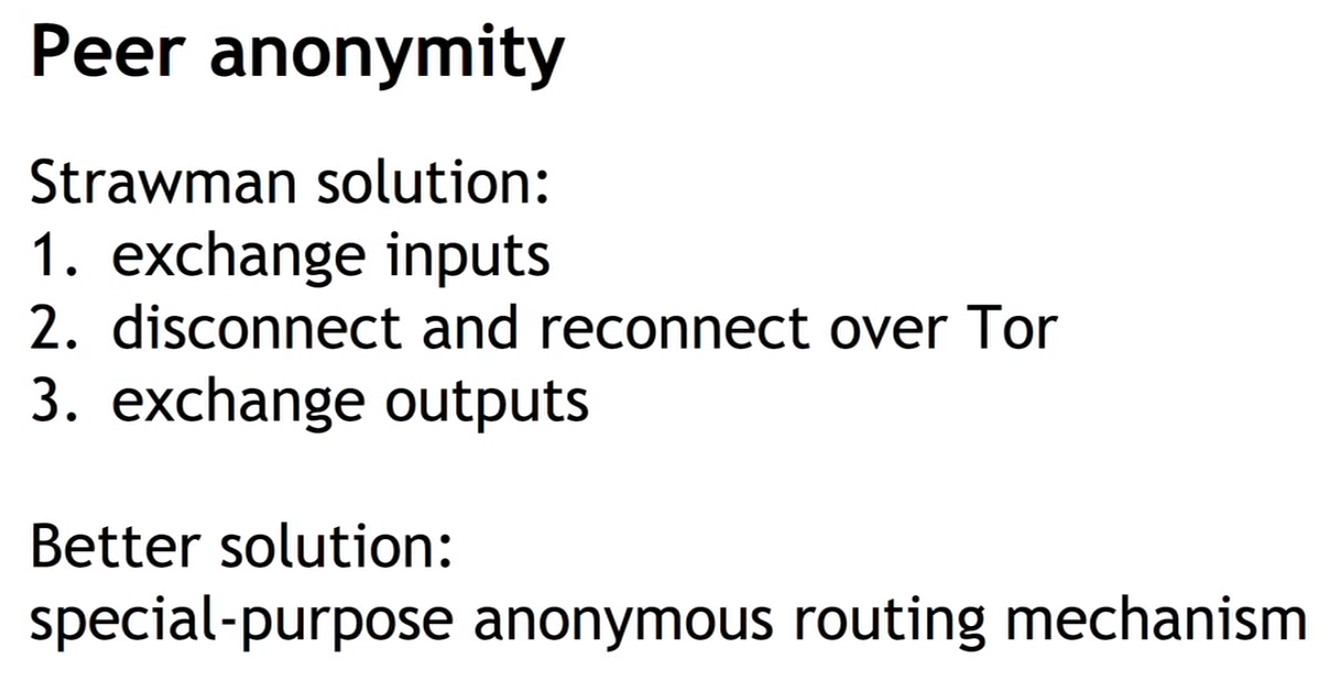 Peer anonymity
Strawman solution:
1. exchange inputs
2. disconnect and reconnect over Tor
3. exchange outputs
Better solution:
special-purpose anonymous routing mechanism